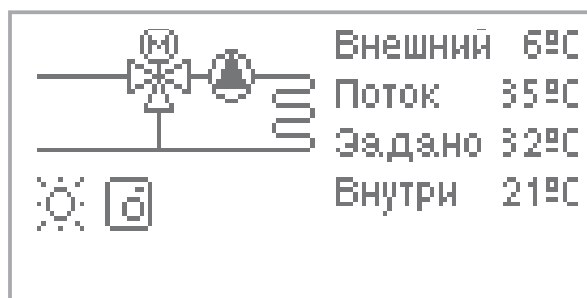 M
Внешний 6ºC
Поток 35ºC
Задано 32ºC
Внутри 21ºC